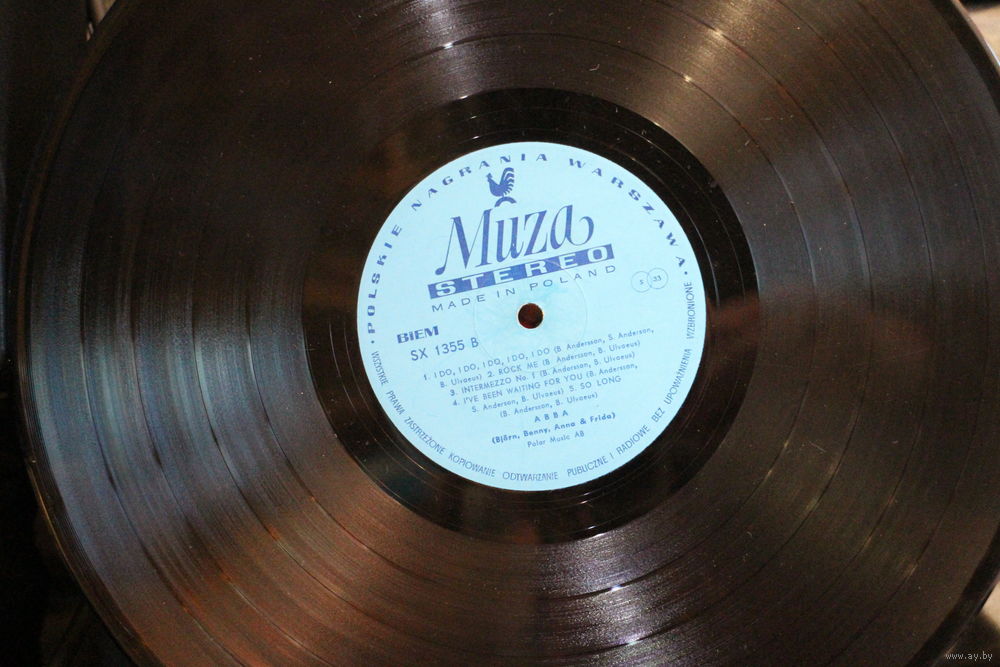 POLSKIE NAGRANIA WARSZAWA
Muza
STEREO
MADE IN POLAND
S 33
BIEM
SX 1355 B
1. I DO, I DO, I DO, I DO, I DO (B Andersson, S. Anderson,
B. Ulvaeus) 2. ROCK ME (B. Andersson, B. Ulvaeus)
3. INTERMEZZO No. 1 (B. Andersson, B. Ulvaeus)
4. I'VE BEEN WAITING FOR YOU (B. Andersson,
S. Anderson, B. Ulvaeus) 5. SO LONG
(B. Andersson, B. Ulvaeus)
ABBA
(Björn, Benny, Anna & Frida)
Polar Music AB
WSZYSTKIE PRAWA ZASTRZEŻONE KOPIOWANIE ODTWARZANIE PUBLICZNE I RADIOWE BEZ UPOWAŻNIENIA WZBRONIONE
www.ay.by